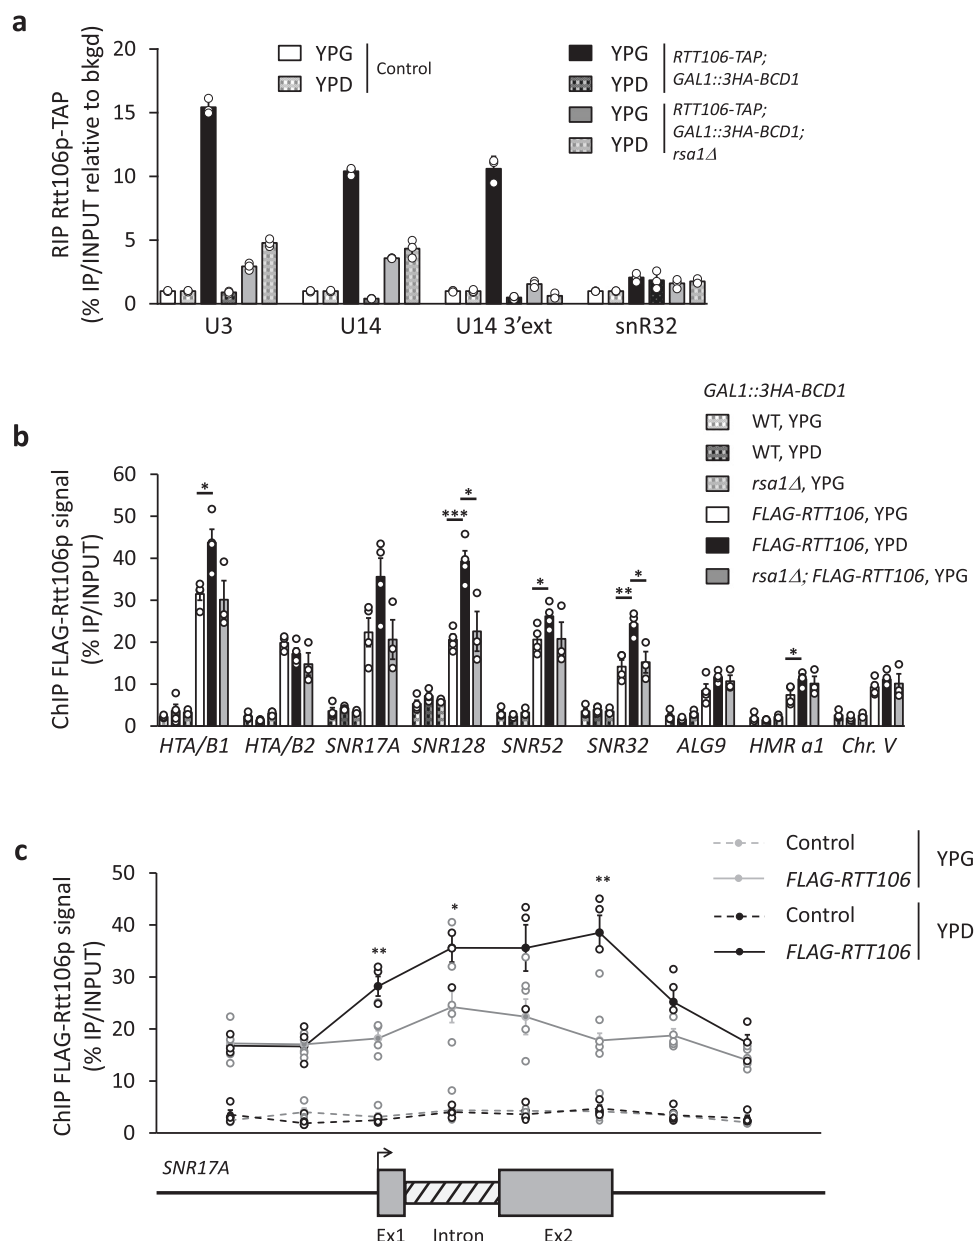 a
RIP Rtt106p-TAP
(% IP/INPUT relative to bkgd)
20
15
10
5
0
YPG
YPD
Control
YPG
YPD
RTT106-TAP;
GAL1::3HA-BCD1
YPG
YPD
RTT106-TAP;
GAL1::3HA-BCD1;
rsa1Δ
U3 U14 U14 3'ext snR32
b
GAL1::3HA-BCD1
WT, YPG
WT, YPD
rsa1Δ, YPG
FLAG-RTT106, YPG
FLAG-RTT106, YPD
rsa1Δ; FLAG-RTT106, YPG
ChIP FLAG-Rtt106p signal
(% IP/INPUT)
60
50
40
30
20
10
0
*
***
*
*
**
*
*
HTA/B1 HTA/B2 SNR17A SNR128 SNR52 SNR32 ALG9 HMR a1 Chr. V
c
Control
FLAG-RTT106
YPG
Control
FLAG-RTT106
YPD
ChIP FLAG-Rtt106p signal
(% IP/INPUT)
50
40
30
20
10
0
**
*
**
SNR17A
Ex1 Intron Ex2